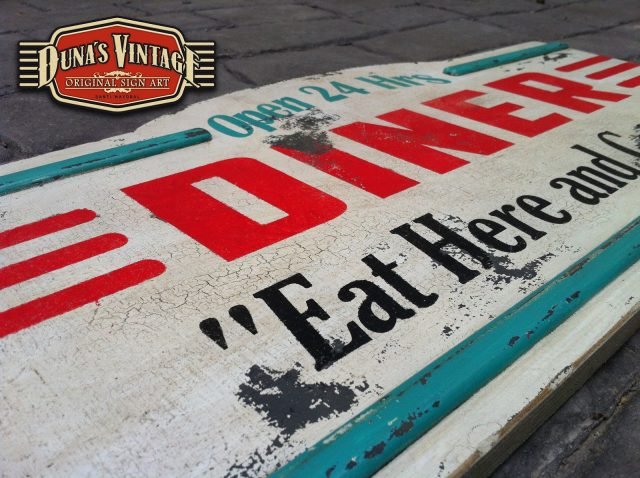 DUNA'S VINTAGE
ORIGINAL SIGN ART
Open 24 Hrs
DINER
"Eat Here and